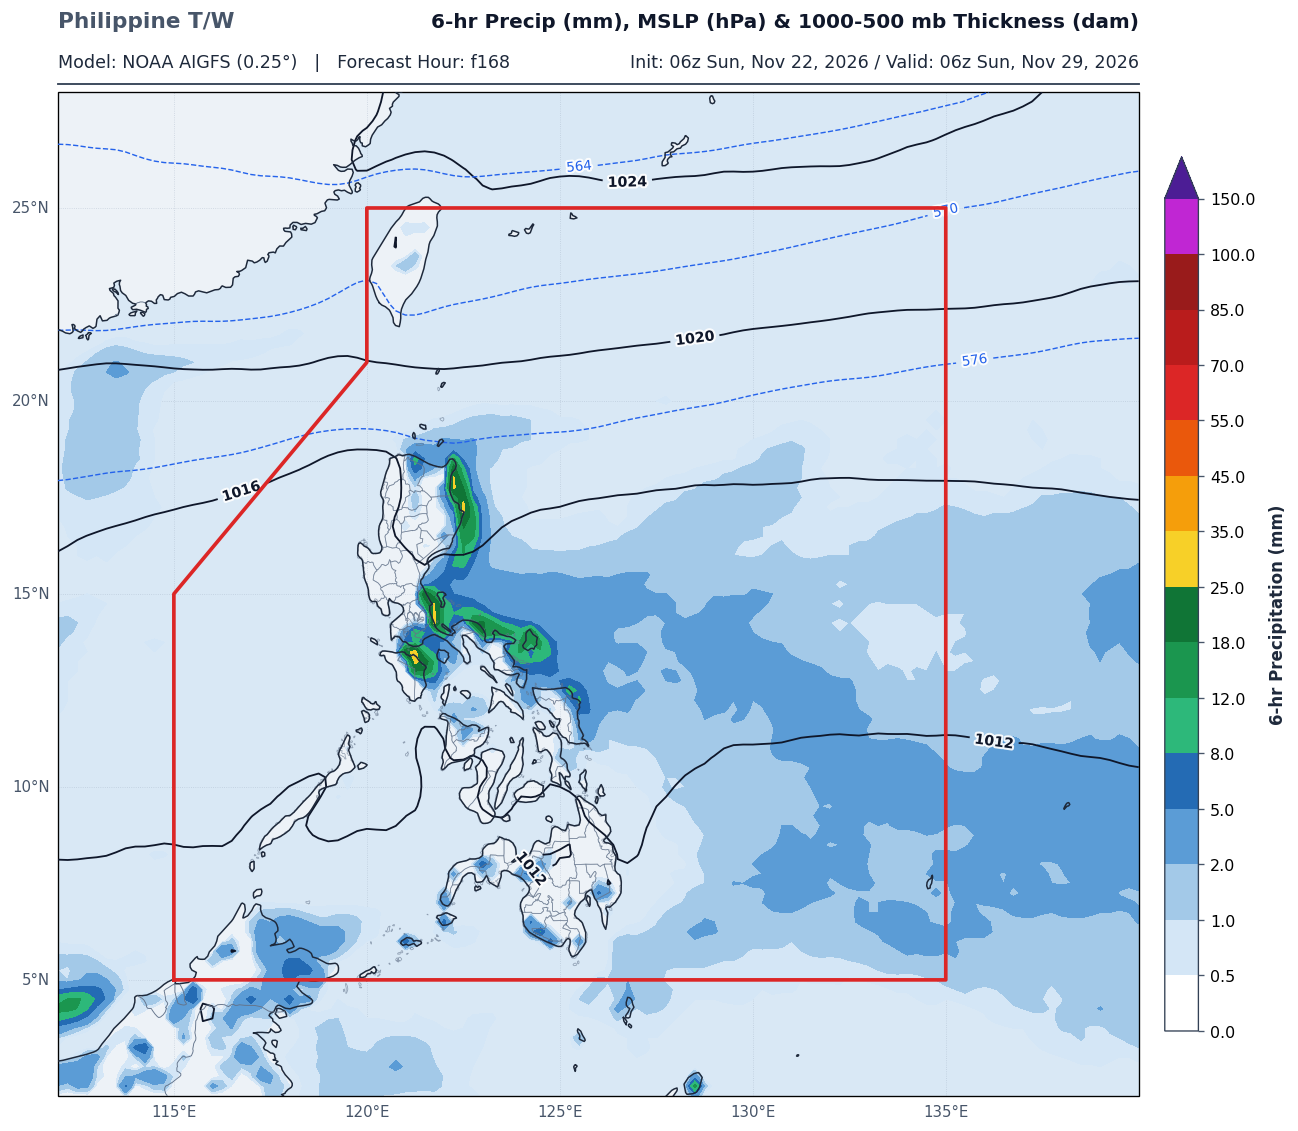 Philippine T/W
6-hr Precip (mm), MSLP (hPa) & 1000-500 mb Thickness (dam)
Model: NOAA AIGFS (0.25°) | Forecast Hour: f168
Init: 06z Sun, Nov 22, 2026 / Valid: 06z Sun, Nov 29, 2026
564
1024
570
1020
576
1016
1012
1012
25°N
20°N
15°N
10°N
5°N
115°E
120°E
125°E
130°E
135°E
150.0
100.0
85.0
70.0
55.0
45.0
35.0
25.0
18.0
12.0
8.0
5.0
2.0
1.0
0.5
0.0
6-hr Precipitation (mm)